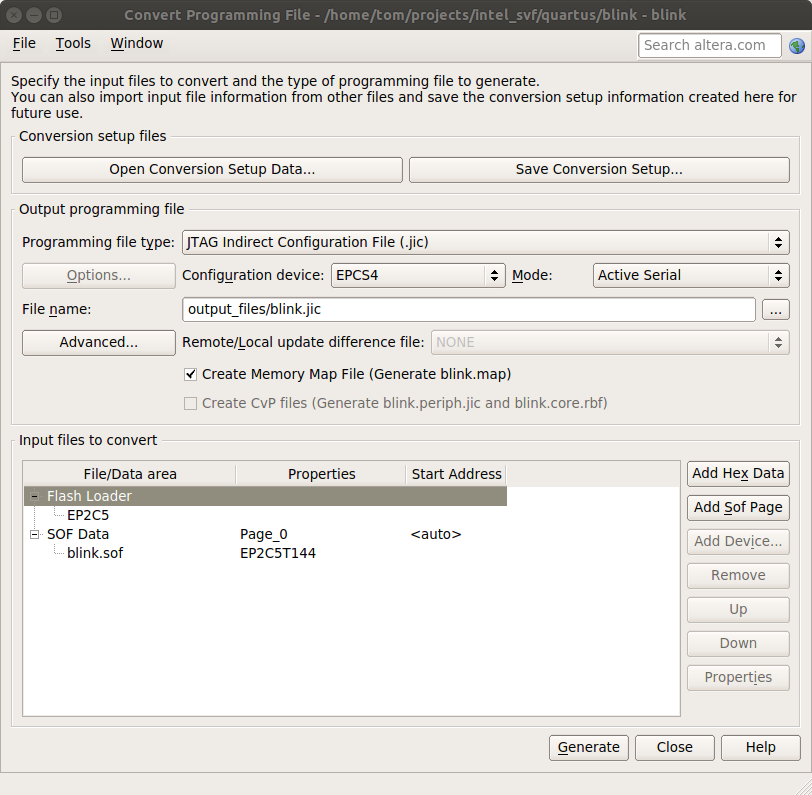 Convert Programming File - /home/tom/projects/intel_svf/quartus/blink - blink
File Tools Window Search altera.com
Specify the input files to convert and the type of programming file to generate.
You can also import input file information from other files and save the conversion setup information created here for
future use.
Conversion setup files
Open Conversion Setup Data... Save Conversion Setup...
Output programming file
Programming file type: JTAG Indirect Configuration File (.jic)
Options... Configuration device: EPCS4 Mode: Active Serial
File name: output_files/blink.jic ...
Advanced... Remote/Local update difference file: NONE
Create Memory Map File (Generate blink.map)
Create CvP files (Generate blink.periph.jic and blink.core.rbf)
Input files to convert
File/Data area Properties Start Address
Flash Loader
EP2C5
SOF Data Page_0 <auto>
blink.sof EP2C5T144
Add Hex Data
Add Sof Page
Add Device...
Remove
Up
Down
Properties
Generate Close Help